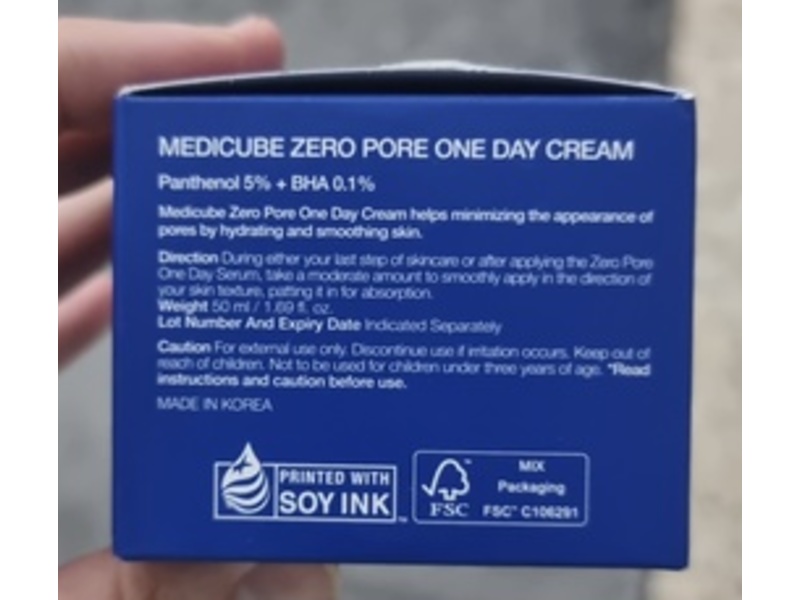 MEDICUBE ZERO PORE ONE DAY CREAM
Panthenol 5% + BHA 0.1%
Medicube Zero Pore One Day Cream helps minimizing the appearance of
pores by hydrating and smoothing skin.
Direction During either your last step of skincare or after applying the Zero Pore
One Day Serum, take a moderate amount to smoothly apply in the direction of
your skin texture, patting it in for absorption.
Weight 50 ml / 1.69 fl. oz.
Lot Number And Expiry Date Indicated Separately
Caution For external use only. Discontinue use if irritation occurs. Keep out of
reach of children. Not to be used for children under three years of age. *Read
instructions and caution before use.
MADE IN KOREA
PRINTED WITH
SOY INK™
FSC™
MIX
Packaging
FSC™ C106291